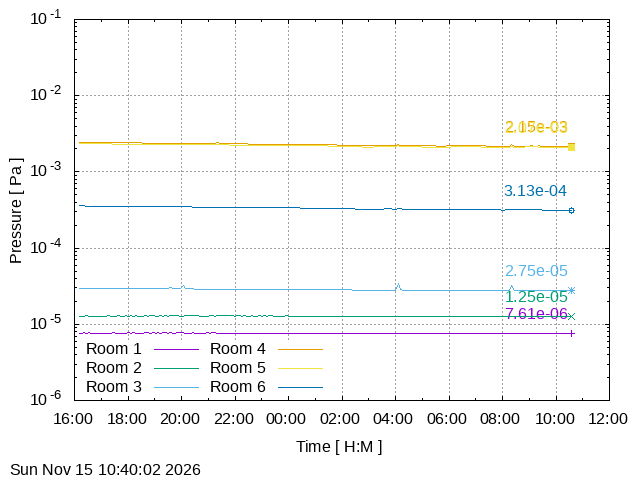 10^-1
10^-2
10^-3
10^-4
10^-5
10^-6
Pressure [ Pa ]
2.15e-03
3.13e-04
2.75e-05
1.25e-05
7.61e-06
Room 1 Room 4
Room 2 Room 5
Room 3 Room 6
16:00 18:00 20:00 22:00 00:00 02:00 04:00 06:00 08:00 10:00 12:00
Time [ H:M ]
Sun Nov 15 10:40:02 2026